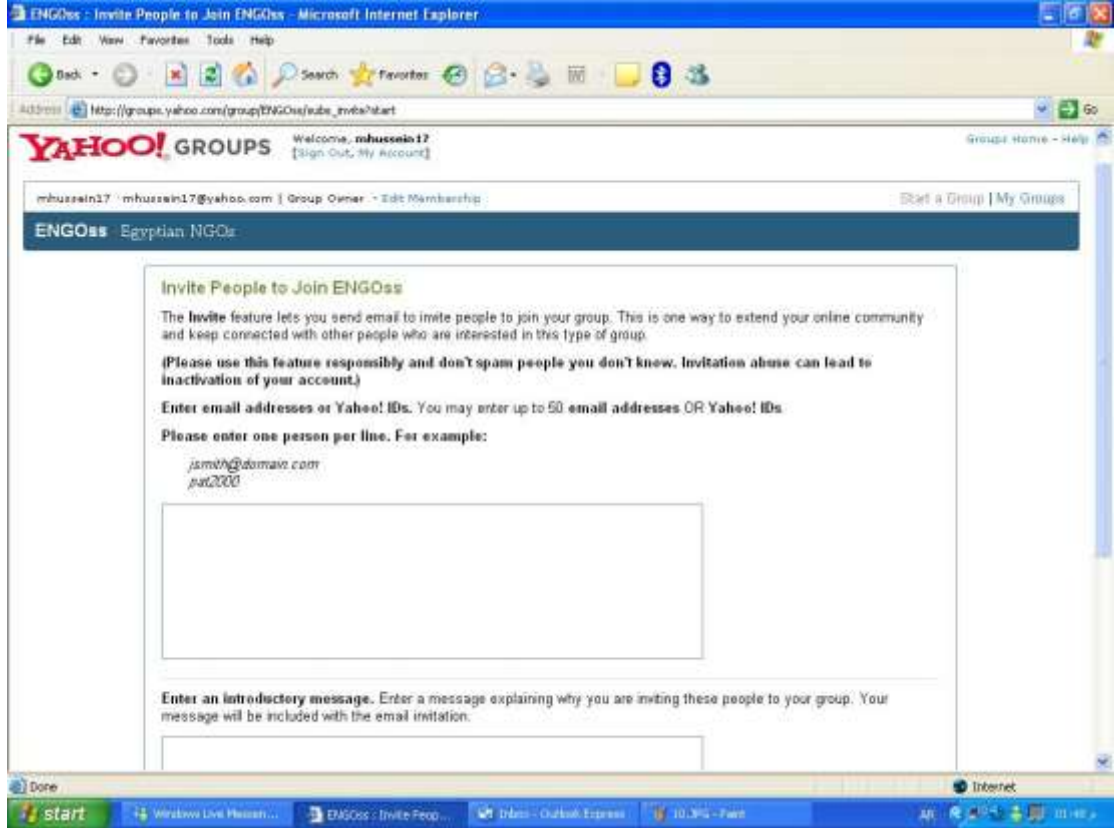 ENGOss : Invite People to Join ENGOss - Microsoft Internet Explorer
File Edit View Favorites Tools Help
Back Search Favorites
Address http://groups.yahoo.com/group/ENGOss/subs_invite?start Go
YAHOO! GROUPS Welcome, mhussein17 Groups Home - Help
[Sign Out, My Account]
mhussein17 · mhussein17@yahoo.com | Group Owner - Edit Membership Start a Group | My Groups
ENGOss · Egyptian NGOs
Invite People to Join ENGOss
The Invite feature lets you send email to invite people to join your group. This is one way to extend your online community
and keep connected with other people who are interested in this type of group.
(Please use this feature responsibly and don't spam people you don't know. Invitation abuse can lead to
inactivation of your account.)
Enter email addresses or Yahoo! IDs. You may enter up to 50 email addresses OR Yahoo! IDs.
Please enter one person per line. For example:
jsmith@domain.com
pat2000
Enter an introductory message. Enter a message explaining why you are inviting these people to your group. Your
message will be included with the email invitation.
Done Internet
start Windows Live Messen... ENGOss : Invite Peop... Inbox - Outlook Express 10.JPG - Paint AR